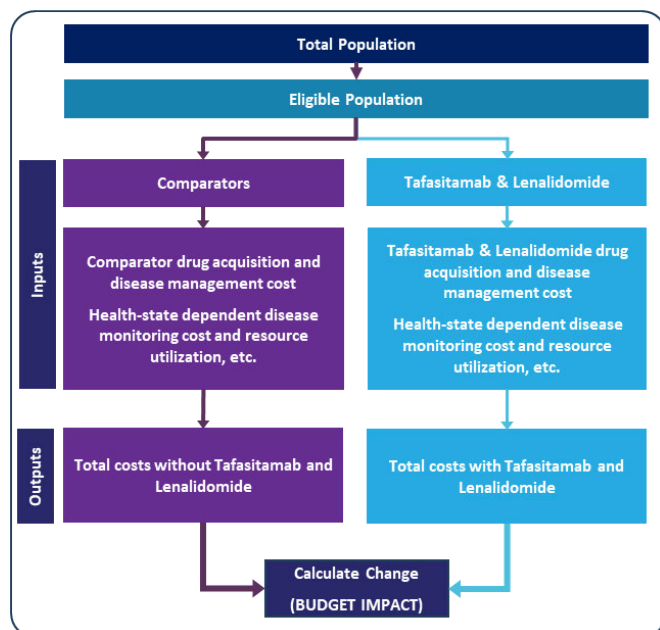 Total Population
Eligible Population
Inputs
Comparators
Tafasitamab & Lenalidomide
Comparator drug acquisition and
disease management cost
Health-state dependent disease
monitoring cost and resource
utilization, etc.
Tafasitamab & Lenalidomide drug
acquisition and disease
management cost
Health-state dependent disease
monitoring cost and resource
utilization, etc.
Outputs
Total costs without Tafasitamab and
Lenalidomide
Total costs with Tafasitamab and
Lenalidomide
Calculate Change
(BUDGET IMPACT)